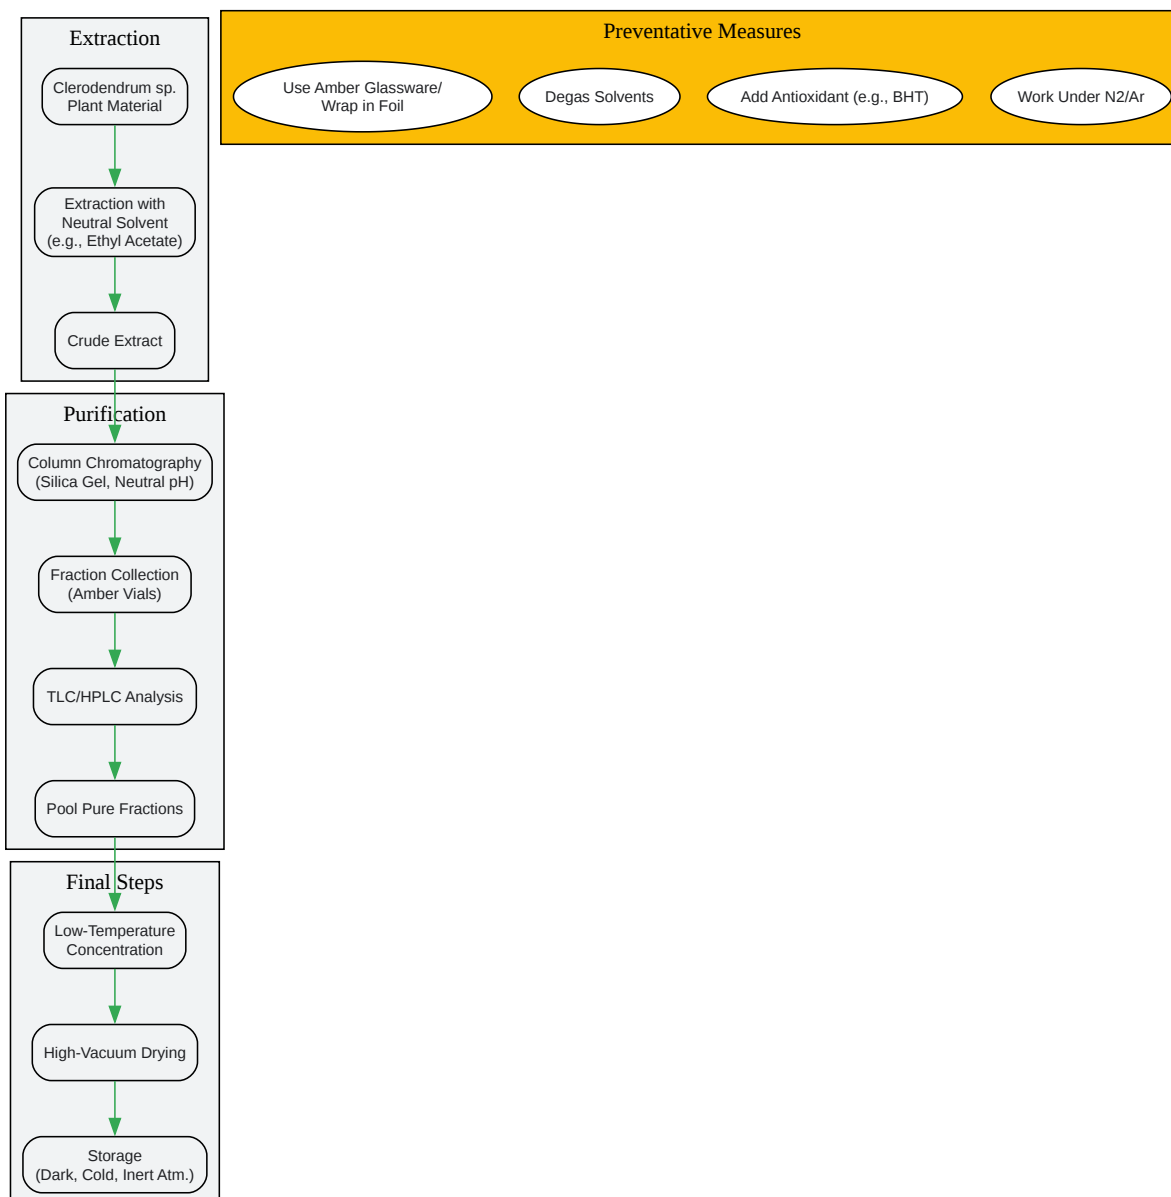 Extraction
Clerodendrum sp.
Plant Material
Extraction with
Neutral Solvent
(e.g., Ethyl Acetate)
Crude Extract
Preventative Measures
Use Amber Glassware/
Wrap in Foil
Degas Solvents
Add Antioxidant (e.g., BHT)
Work Under N2/Ar
Purification
Column Chromatography
(Silica Gel, Neutral pH)
Fraction Collection
(Amber Vials)
TLC/HPLC Analysis
Pool Pure Fractions
Final Steps
Low-Temperature
Concentration
High-Vacuum Drying
Storage
(Dark, Cold, Inert Atm.)